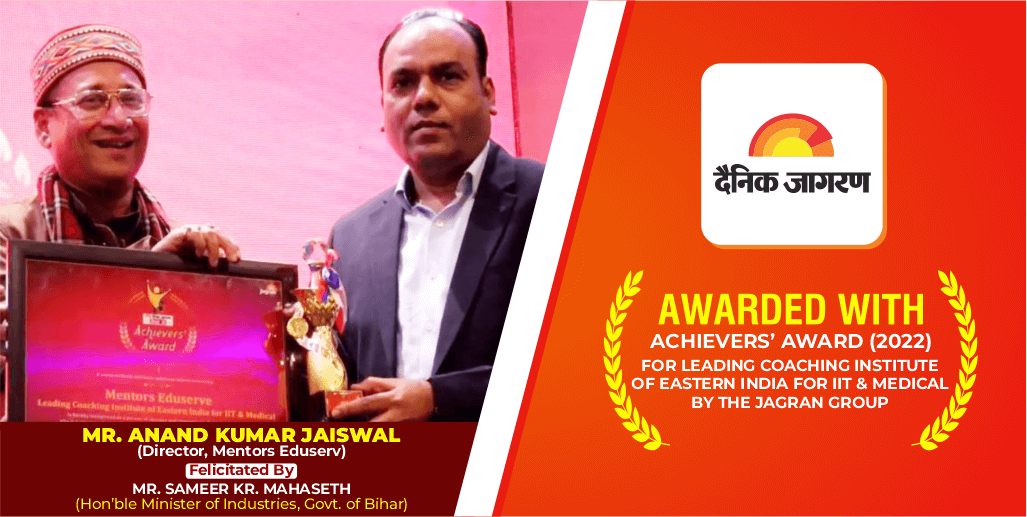 Achievers'
Award
Mentors Eduserve
Leading Coaching Institute of Eastern India for IIT & Medical
MR. ANAND KUMAR JAISWAL
(Director, Mentors Eduserv)
Felicitated By
MR. SAMEER KR. MAHASETH
(Hon'ble Minister of Industries, Govt. of Bihar)
दैनिक जागरण
AWARDED WITH
ACHIEVERS' AWARD (2022)
FOR LEADING COACHING INSTITUTE
OF EASTERN INDIA FOR IIT & MEDICAL
BY THE JAGRAN GROUP